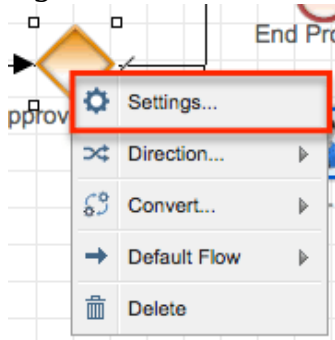 End Pro
pprov
Settings...
Direction...
Convert...
Default Flow
Delete